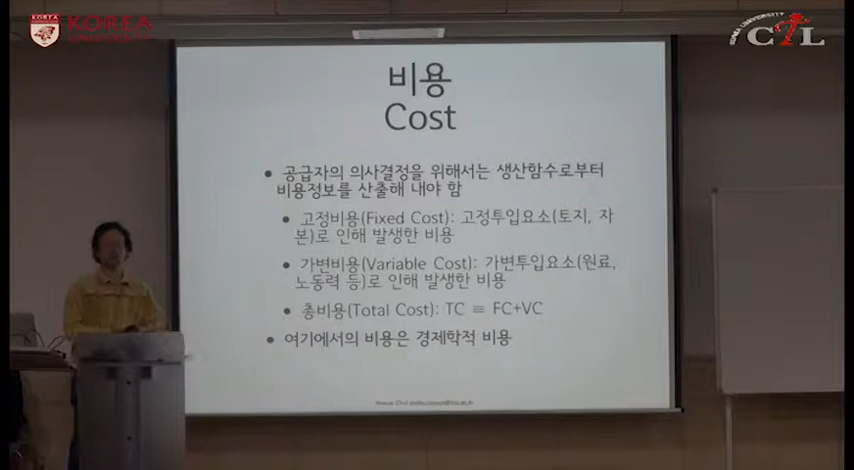 KOREA
UNIVERSITY
KOREA UNIVERSITY
CTL
비용
Cost
• 공급자의 의사결정을 위해서는 생산함수로부터
비용정보를 산출해 내야 함
• 고정비용(Fixed Cost): 고정투입요소(토지, 자
본)로 인해 발생한 비용
• 가변비용(Variable Cost): 가변투입요소(원료,
노동력 등)로 인해 발생한 비용
• 총비용(Total Cost): TC ≡ FC+VC
• 여기에서의 비용은 경제학적 비용